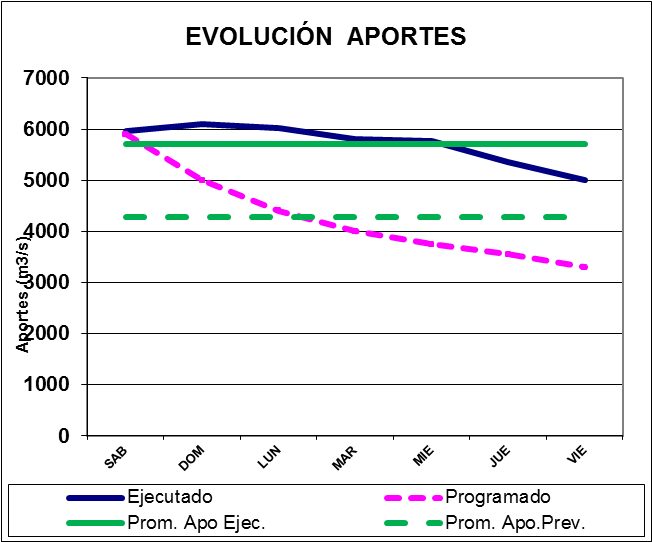 EVOLUCIÓN APORTES
7000
6000
5000
4000
3000
2000
1000
0
Aportes (m3/s)
SAB DOM LUN MAR MIE JUE VIE
Ejecutado Programado
Prom. Apo Ejec. Prom. Apo.Prev.